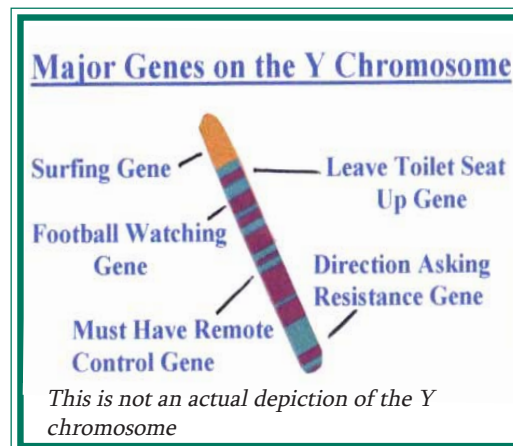 Major Genes on the Y Chromosome
Surfing Gene
Leave Toilet Seat
Up Gene
Football Watching
Gene
Direction Asking
Resistance Gene
Must Have Remote
Control Gene
This is not an actual depiction of the Y
chromosome